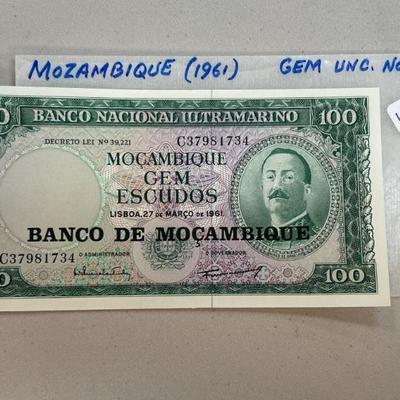 MOZAMBIQUE (1961) GEM UNC. NO
100 BANCO NACIONAL ULTRAMARINO 100
DECRETO LEI Nº 39,221 C37981734
MOÇAMBIQUE
CEM
ESCUDOS
LISBOA, 27 DE MARÇO DE 1961
BANCO DE MOÇAMBIQUE
C37981734 O ADMINISTRADOR O GOVERNADOR
100 100